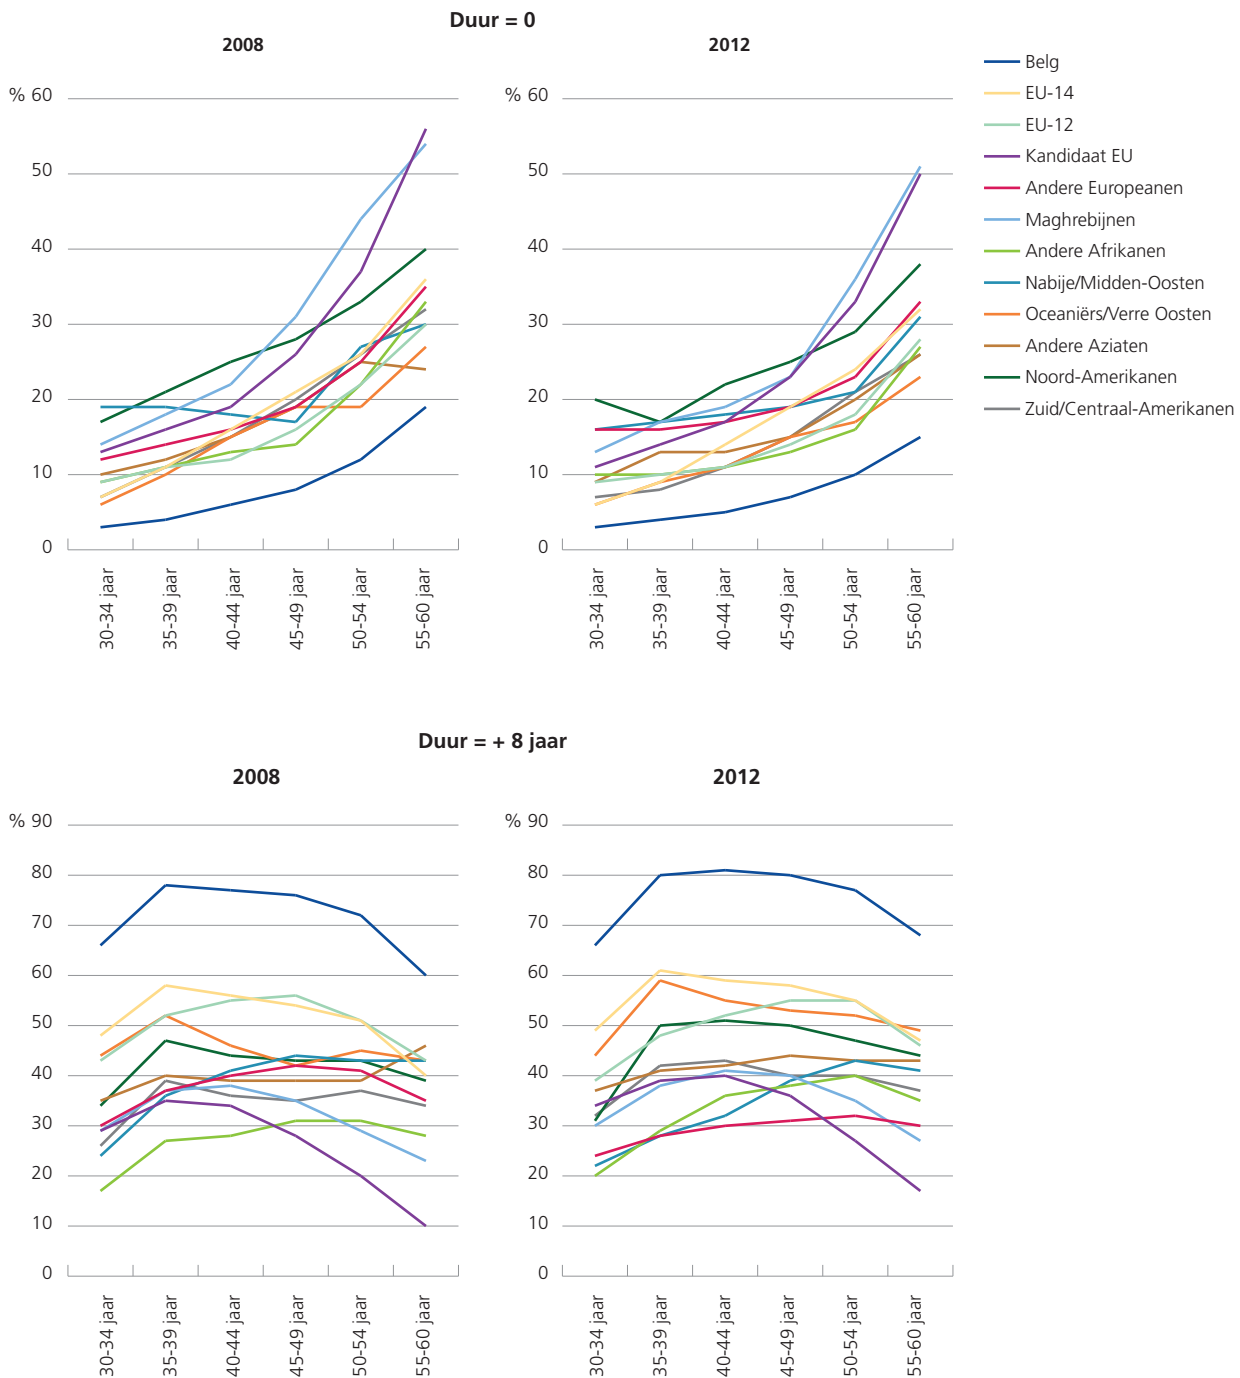 Duur = 0
2008
2012
% 60
50
40
30
20
10
0
30-34 jaar
35-39 jaar
40-44 jaar
45-49 jaar
50-54 jaar
55-60 jaar
% 60
50
40
30
20
10
0
30-34 jaar
35-39 jaar
40-44 jaar
45-49 jaar
50-54 jaar
55-60 jaar
Belg
EU-14
EU-12
Kandidaat EU
Andere Europeanen
Maghrebijnen
Andere Afrikanen
Nabije/Midden-Oosten
Oceaniërs/Verre Oosten
Andere Aziaten
Noord-Amerikanen
Zuid/Centraal-Amerikanen
Duur = + 8 jaar
2008
2012
% 90
80
70
60
50
40
30
20
10
0
30-34 jaar
35-39 jaar
40-44 jaar
45-49 jaar
50-54 jaar
55-60 jaar
% 90
80
70
60
50
40
30
20
10
0
30-34 jaar
35-39 jaar
40-44 jaar
45-49 jaar
50-54 jaar
55-60 jaar